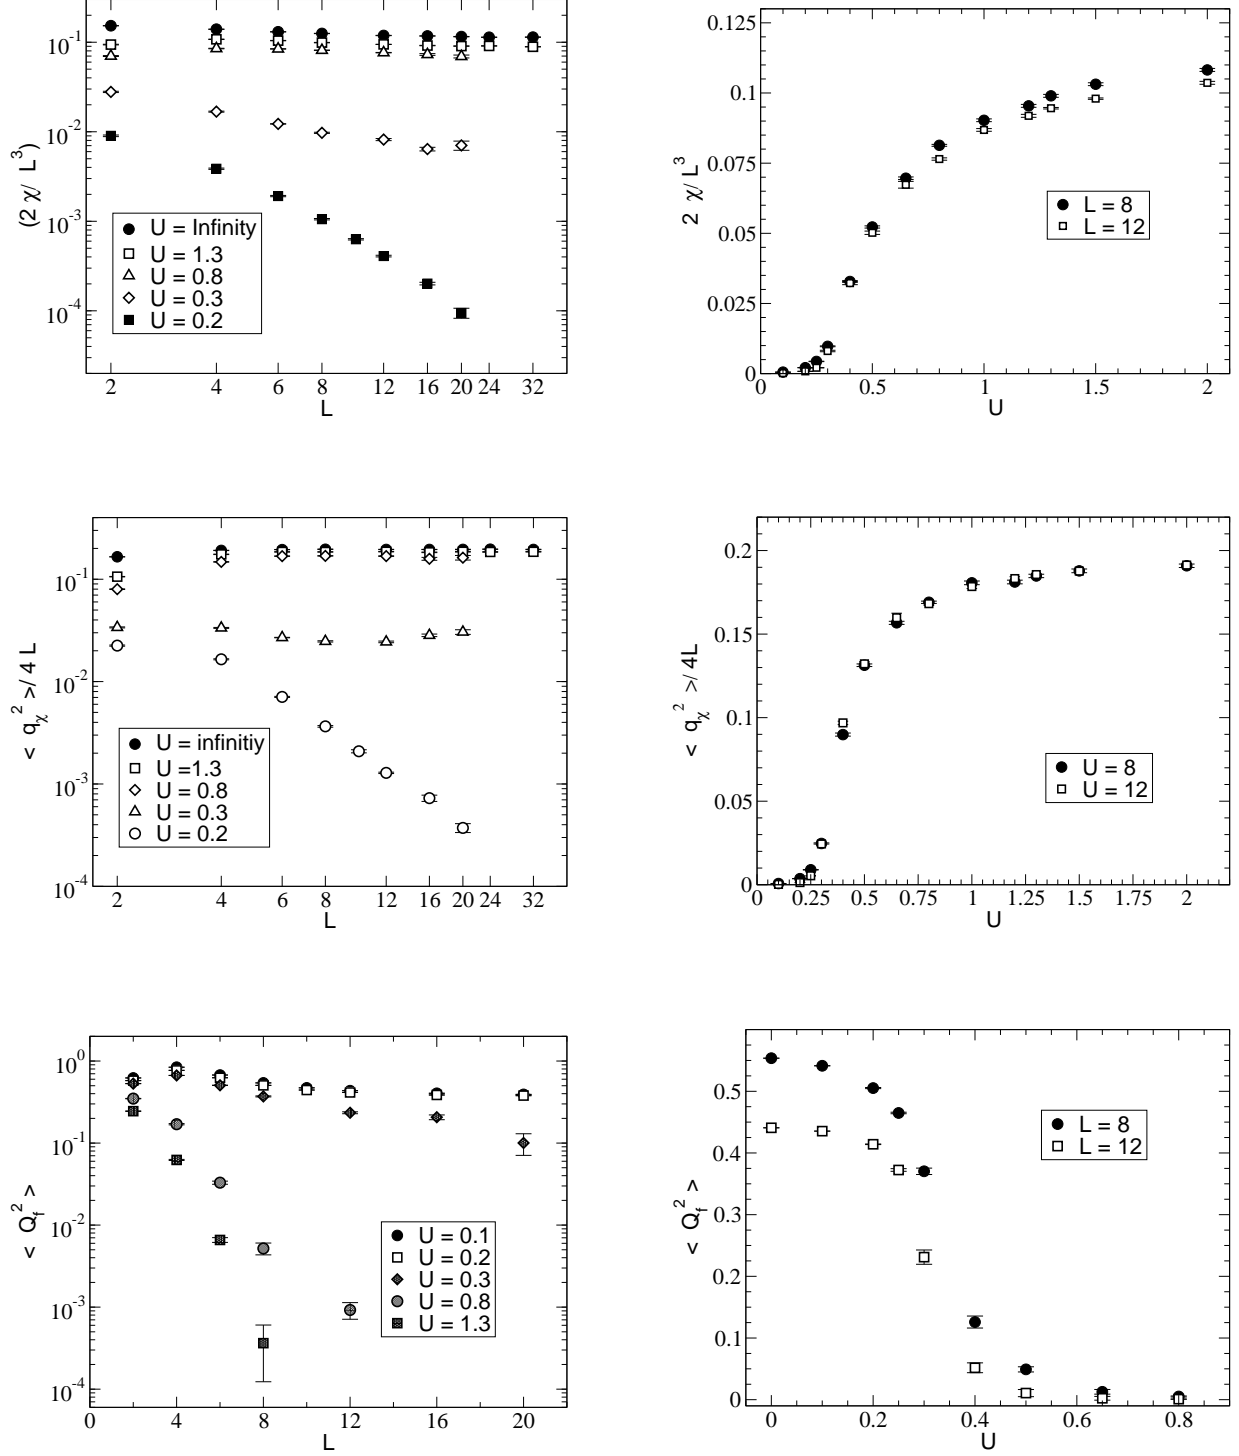 10^-1
10^-2
10^-3
10^-4
(2 χ/ L^3)
U = Infinity
U = 1.3
U = 0.8
U = 0.3
U = 0.2
2 4 6 8 12 16 20 24 32
L
0.125
0.1
0.075
0.05
0.025
0
2 χ/ L^3
L = 8
L = 12
0 0.5 1 1.5 2
U
10^-1
10^-2
10^-3
10^-4
< q_χ^2 >/ 4 L
U = infinitiy
U =1.3
U = 0.8
U = 0.3
U = 0.2
2 4 6 8 12 16 20 24 32
L
0.2
0.15
0.1
0.05
0
< q_χ^2 >/ 4L
U = 8
U = 12
0 0.25 0.5 0.75 1 1.25 1.5 1.75 2
U
10^0
10^-1
10^-2
10^-3
10^-4
< Q_f^2 >
U = 0.1
U = 0.2
U = 0.3
U = 0.8
U = 1.3
0 4 8 12 16 20
L
0.5
0.4
0.3
0.2
0.1
0
< Q_f^2 >
L = 8
L = 12
0 0.2 0.4 0.6 0.8
U